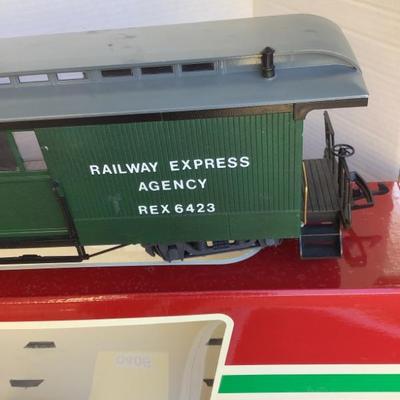 RAILWAY EXPRESS
AGENCY
REX 6423